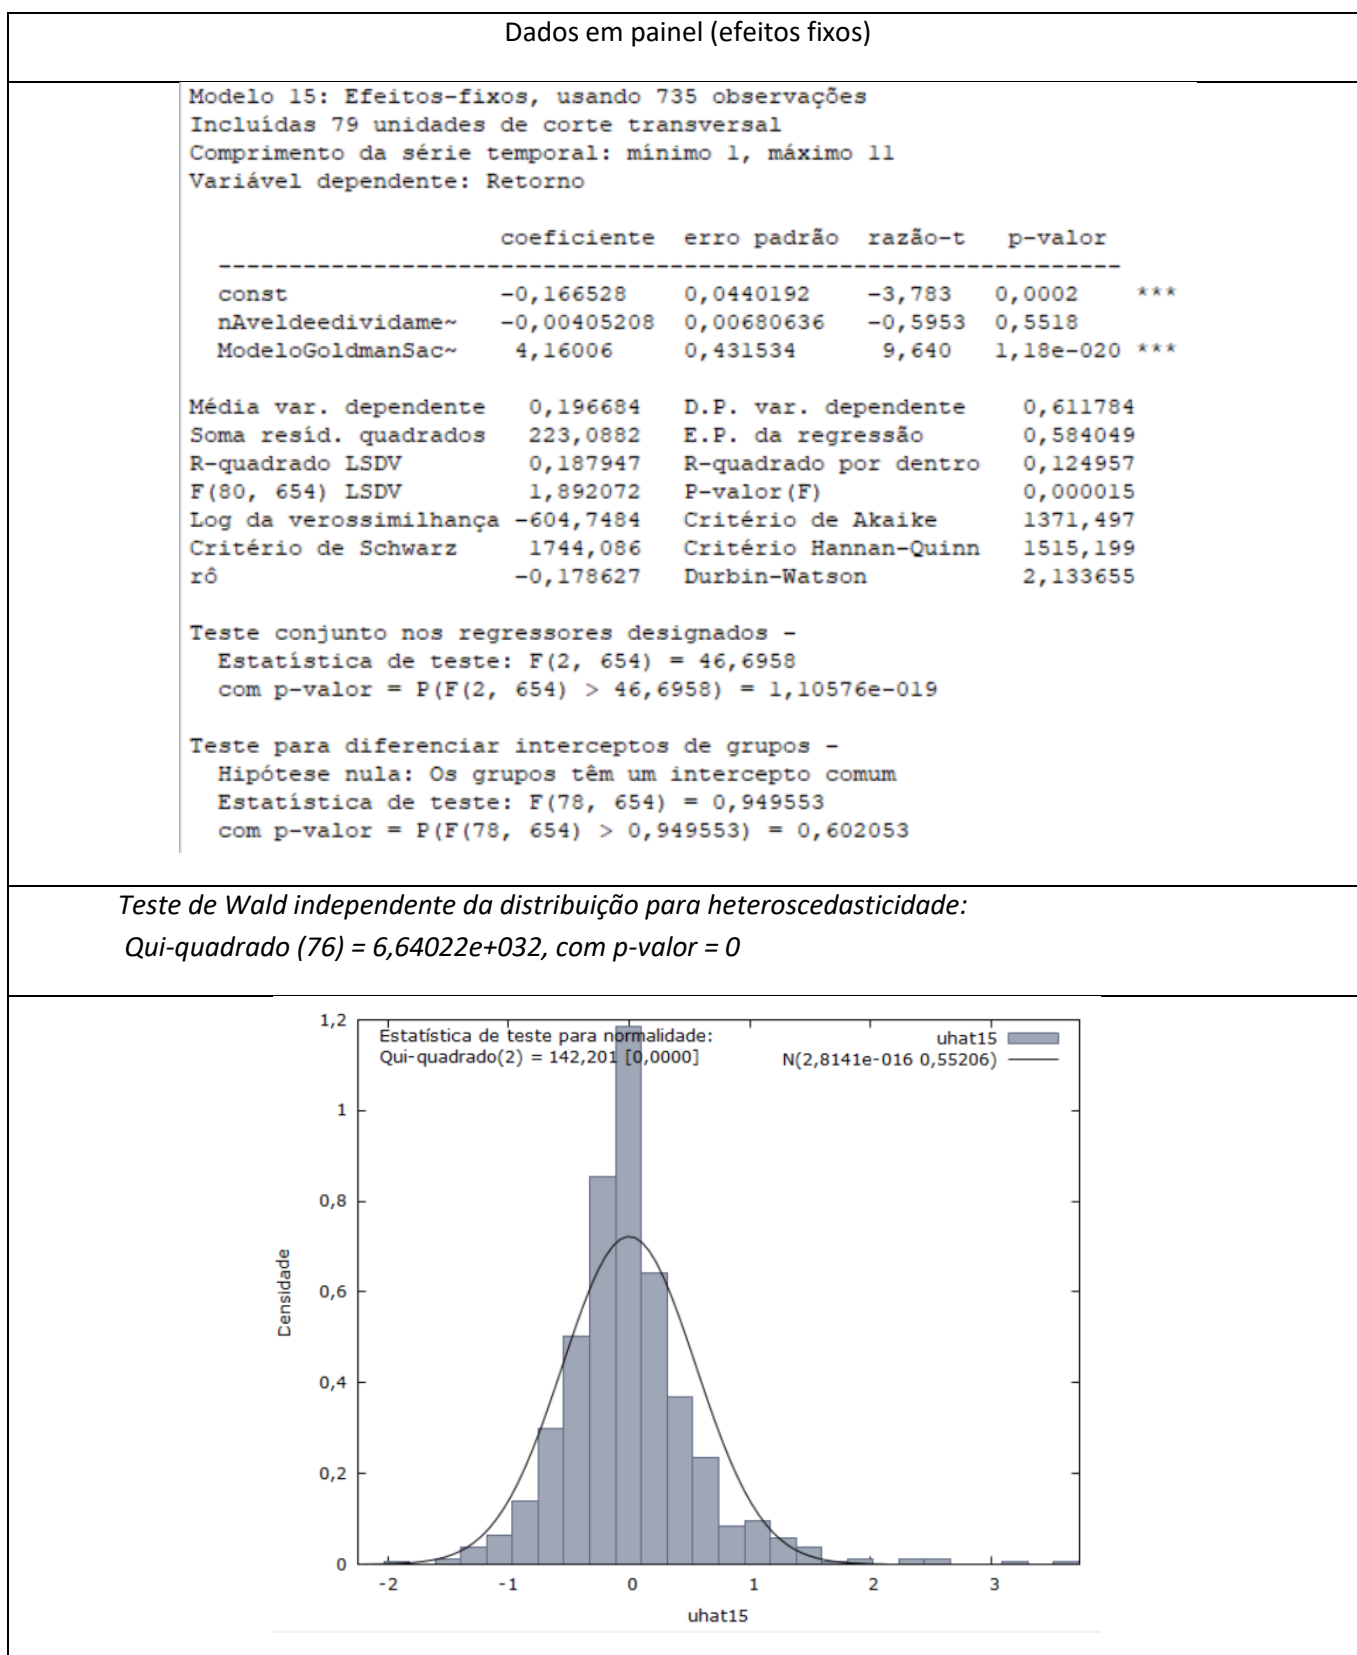 Dados em painel (efeitos fixos)
Modelo 15: Efeitos-fixos, usando 735 observações
Incluídas 79 unidades de corte transversal
Comprimento da série temporal: mínimo 1, máximo 11
Variável dependente: Retorno
coeficiente erro padrão razão-t p-valor
-----------------------------------------------------------------
const -0,166528 0,0440192 -3,783 0,0002 ***
nAveldeedividame~ -0,00405208 0,00680636 -0,5953 0,5518
ModeloGoldmanSac~ 4,16006 0,431534 9,640 1,18e-020 ***
Média var. dependente 0,196684 D.P. var. dependente 0,611784
Soma resíd. quadrados 223,0882 E.P. da regressão 0,584049
R-quadrado LSDV 0,187947 R-quadrado por dentro 0,124957
F(80, 654) LSDV 1,892072 P-valor(F) 0,000015
Log da verossimilhança -604,7484 Critério de Akaike 1371,497
Critério de Schwarz 1744,086 Critério Hannan-Quinn 1515,199
rô -0,178627 Durbin-Watson 2,133655
Teste conjunto nos regressores designados -
Estatística de teste: F(2, 654) = 46,6958
com p-valor = P(F(2, 654) > 46,6958) = 1,10576e-019
Teste para diferenciar interceptos de grupos -
Hipótese nula: Os grupos têm um intercepto comum
Estatística de teste: F(78, 654) = 0,949553
com p-valor = P(F(78, 654) > 0,949553) = 0,602053
Teste de Wald independente da distribuição para heteroscedasticidade:
Qui-quadrado (76) = 6,64022e+032, com p-valor = 0
Estatística de teste para normalidade:
Qui-quadrado(2) = 142,201 [0,0000]
uhat15
N(2,8141e-016 0,55206)
1,2
1
0,8
0,6
0,4
0,2
0
Densidade
-2 -1 0 1 2 3
uhat15